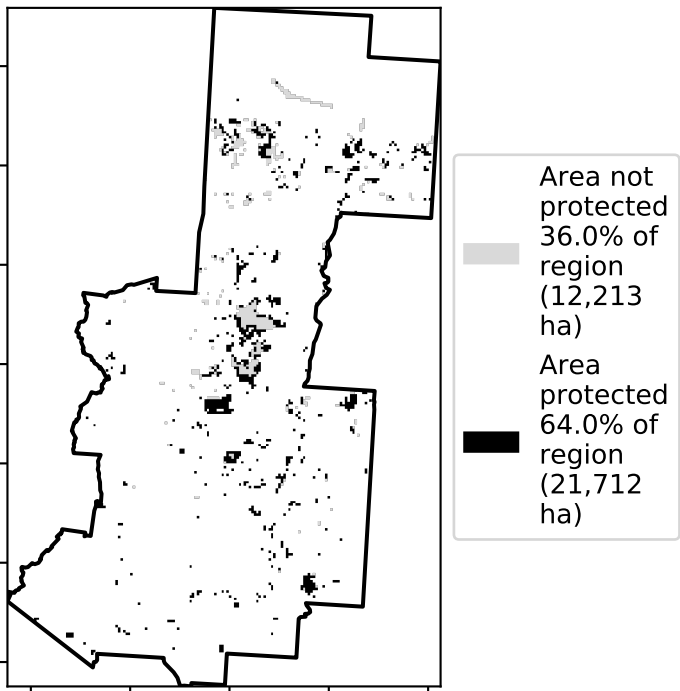 Area not
protected
36.0% of
region
(12,213
ha)
Area
protected
64.0% of
region
(21,712
ha)